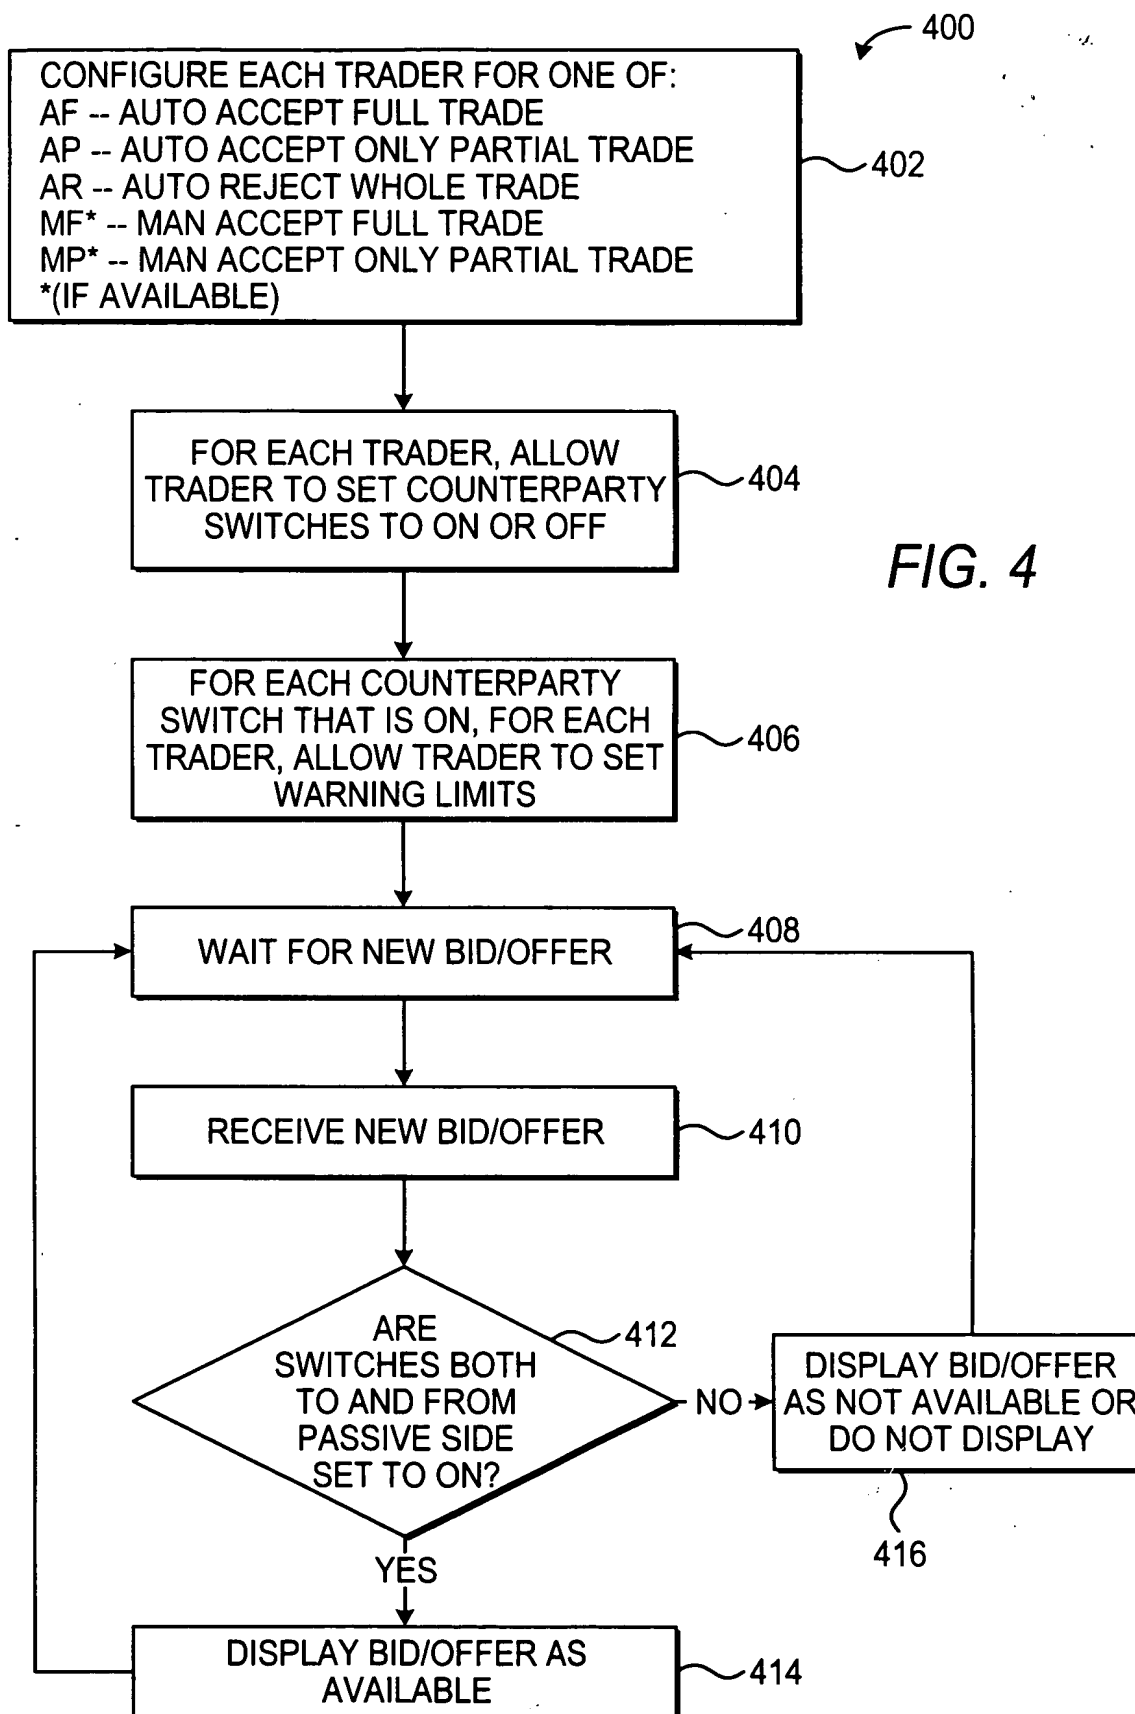 400
CONFIGURE EACH TRADER FOR ONE OF:
AF -- AUTO ACCEPT FULL TRADE
AP -- AUTO ACCEPT ONLY PARTIAL TRADE
AR -- AUTO REJECT WHOLE TRADE
MF* -- MAN ACCEPT FULL TRADE
MP* -- MAN ACCEPT ONLY PARTIAL TRADE
*(IF AVAILABLE)
402
FOR EACH TRADER, ALLOW
TRADER TO SET COUNTERPARTY
SWITCHES TO ON OR OFF
404
FIG. 4
FOR EACH COUNTERPARTY
SWITCH THAT IS ON, FOR EACH
TRADER, ALLOW TRADER TO SET
WARNING LIMITS
406
WAIT FOR NEW BID/OFFER
408
RECEIVE NEW BID/OFFER
410
ARE
SWITCHES BOTH
TO AND FROM
PASSIVE SIDE
SET TO ON?
412
NO
DISPLAY BID/OFFER
AS NOT AVAILABLE OR
DO NOT DISPLAY
416
YES
DISPLAY BID/OFFER AS
AVAILABLE
414